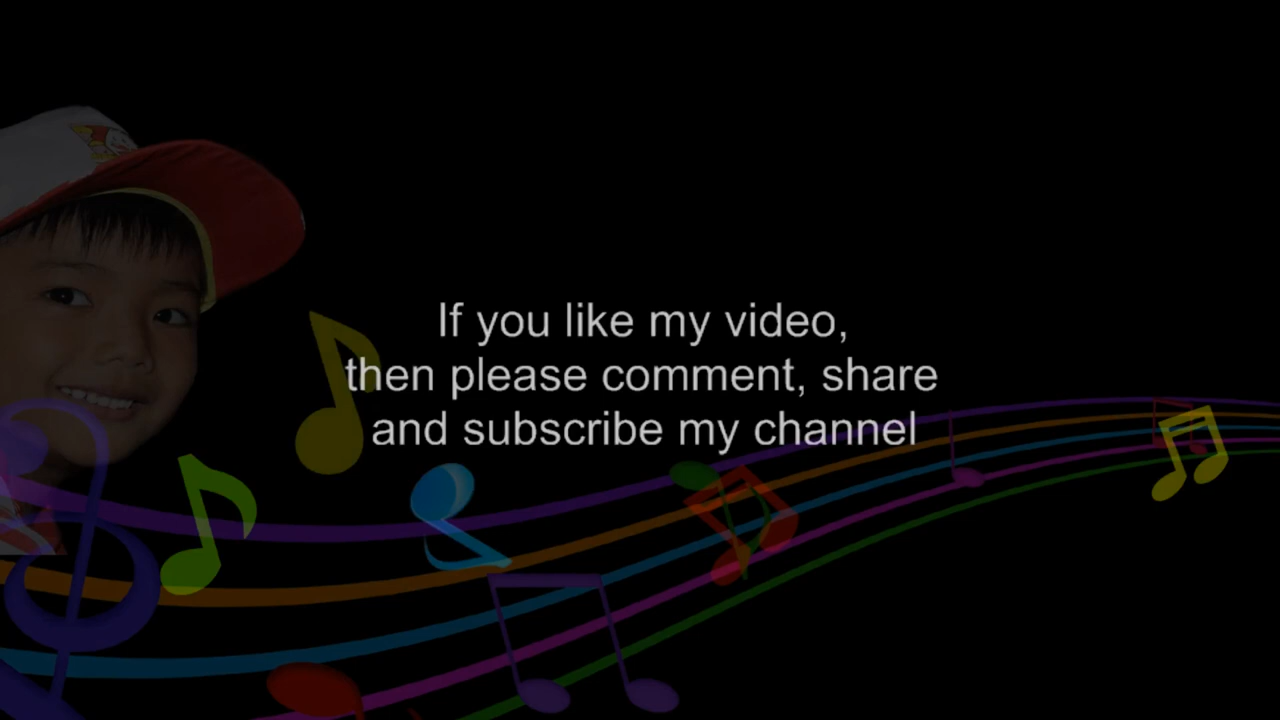 If you like my video,
then please comment, share
and subscribe my channel